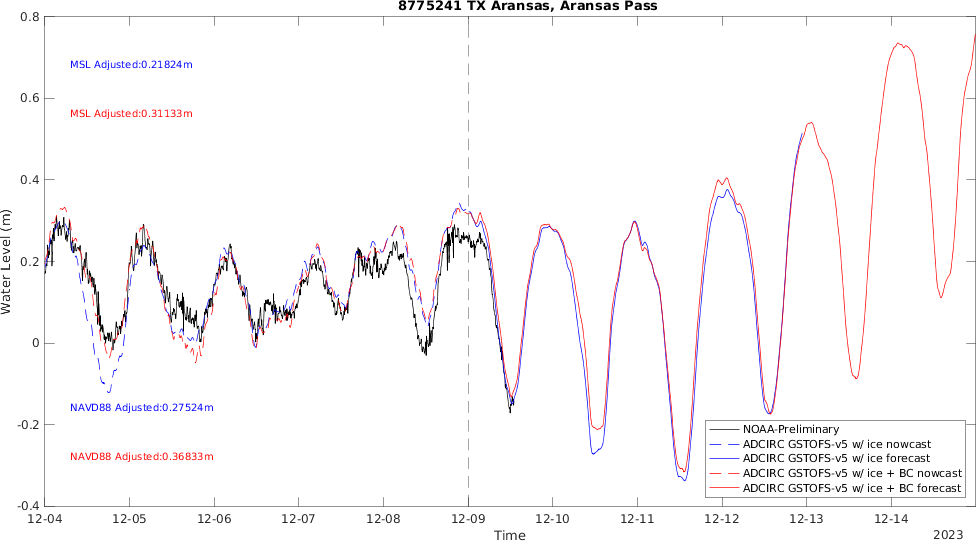 8775241 TX Aransas, Aransas Pass
0.8
MSL Adjusted:0.21824m
0.6
MSL Adjusted:0.31133m
0.4
Water Level (m)
0.2
0
NAVD88 Adjusted:0.27524m
-0.2
NOAA-Preliminary
ADCIRC GSTOFS-v5 w/ ice nowcast
NAVD88 Adjusted:0.36833m
ADCIRC GSTOFS-v5 w/ ice forecast
ADCIRC GSTOFS-v5 w/ ice + BC nowcast
ADCIRC GSTOFS-v5 w/ ice + BC forecast
-0.4
12-04 12-05 12-06 12-07 12-08 12-09 12-10 12-11 12-12 12-13 12-14
Time
2023